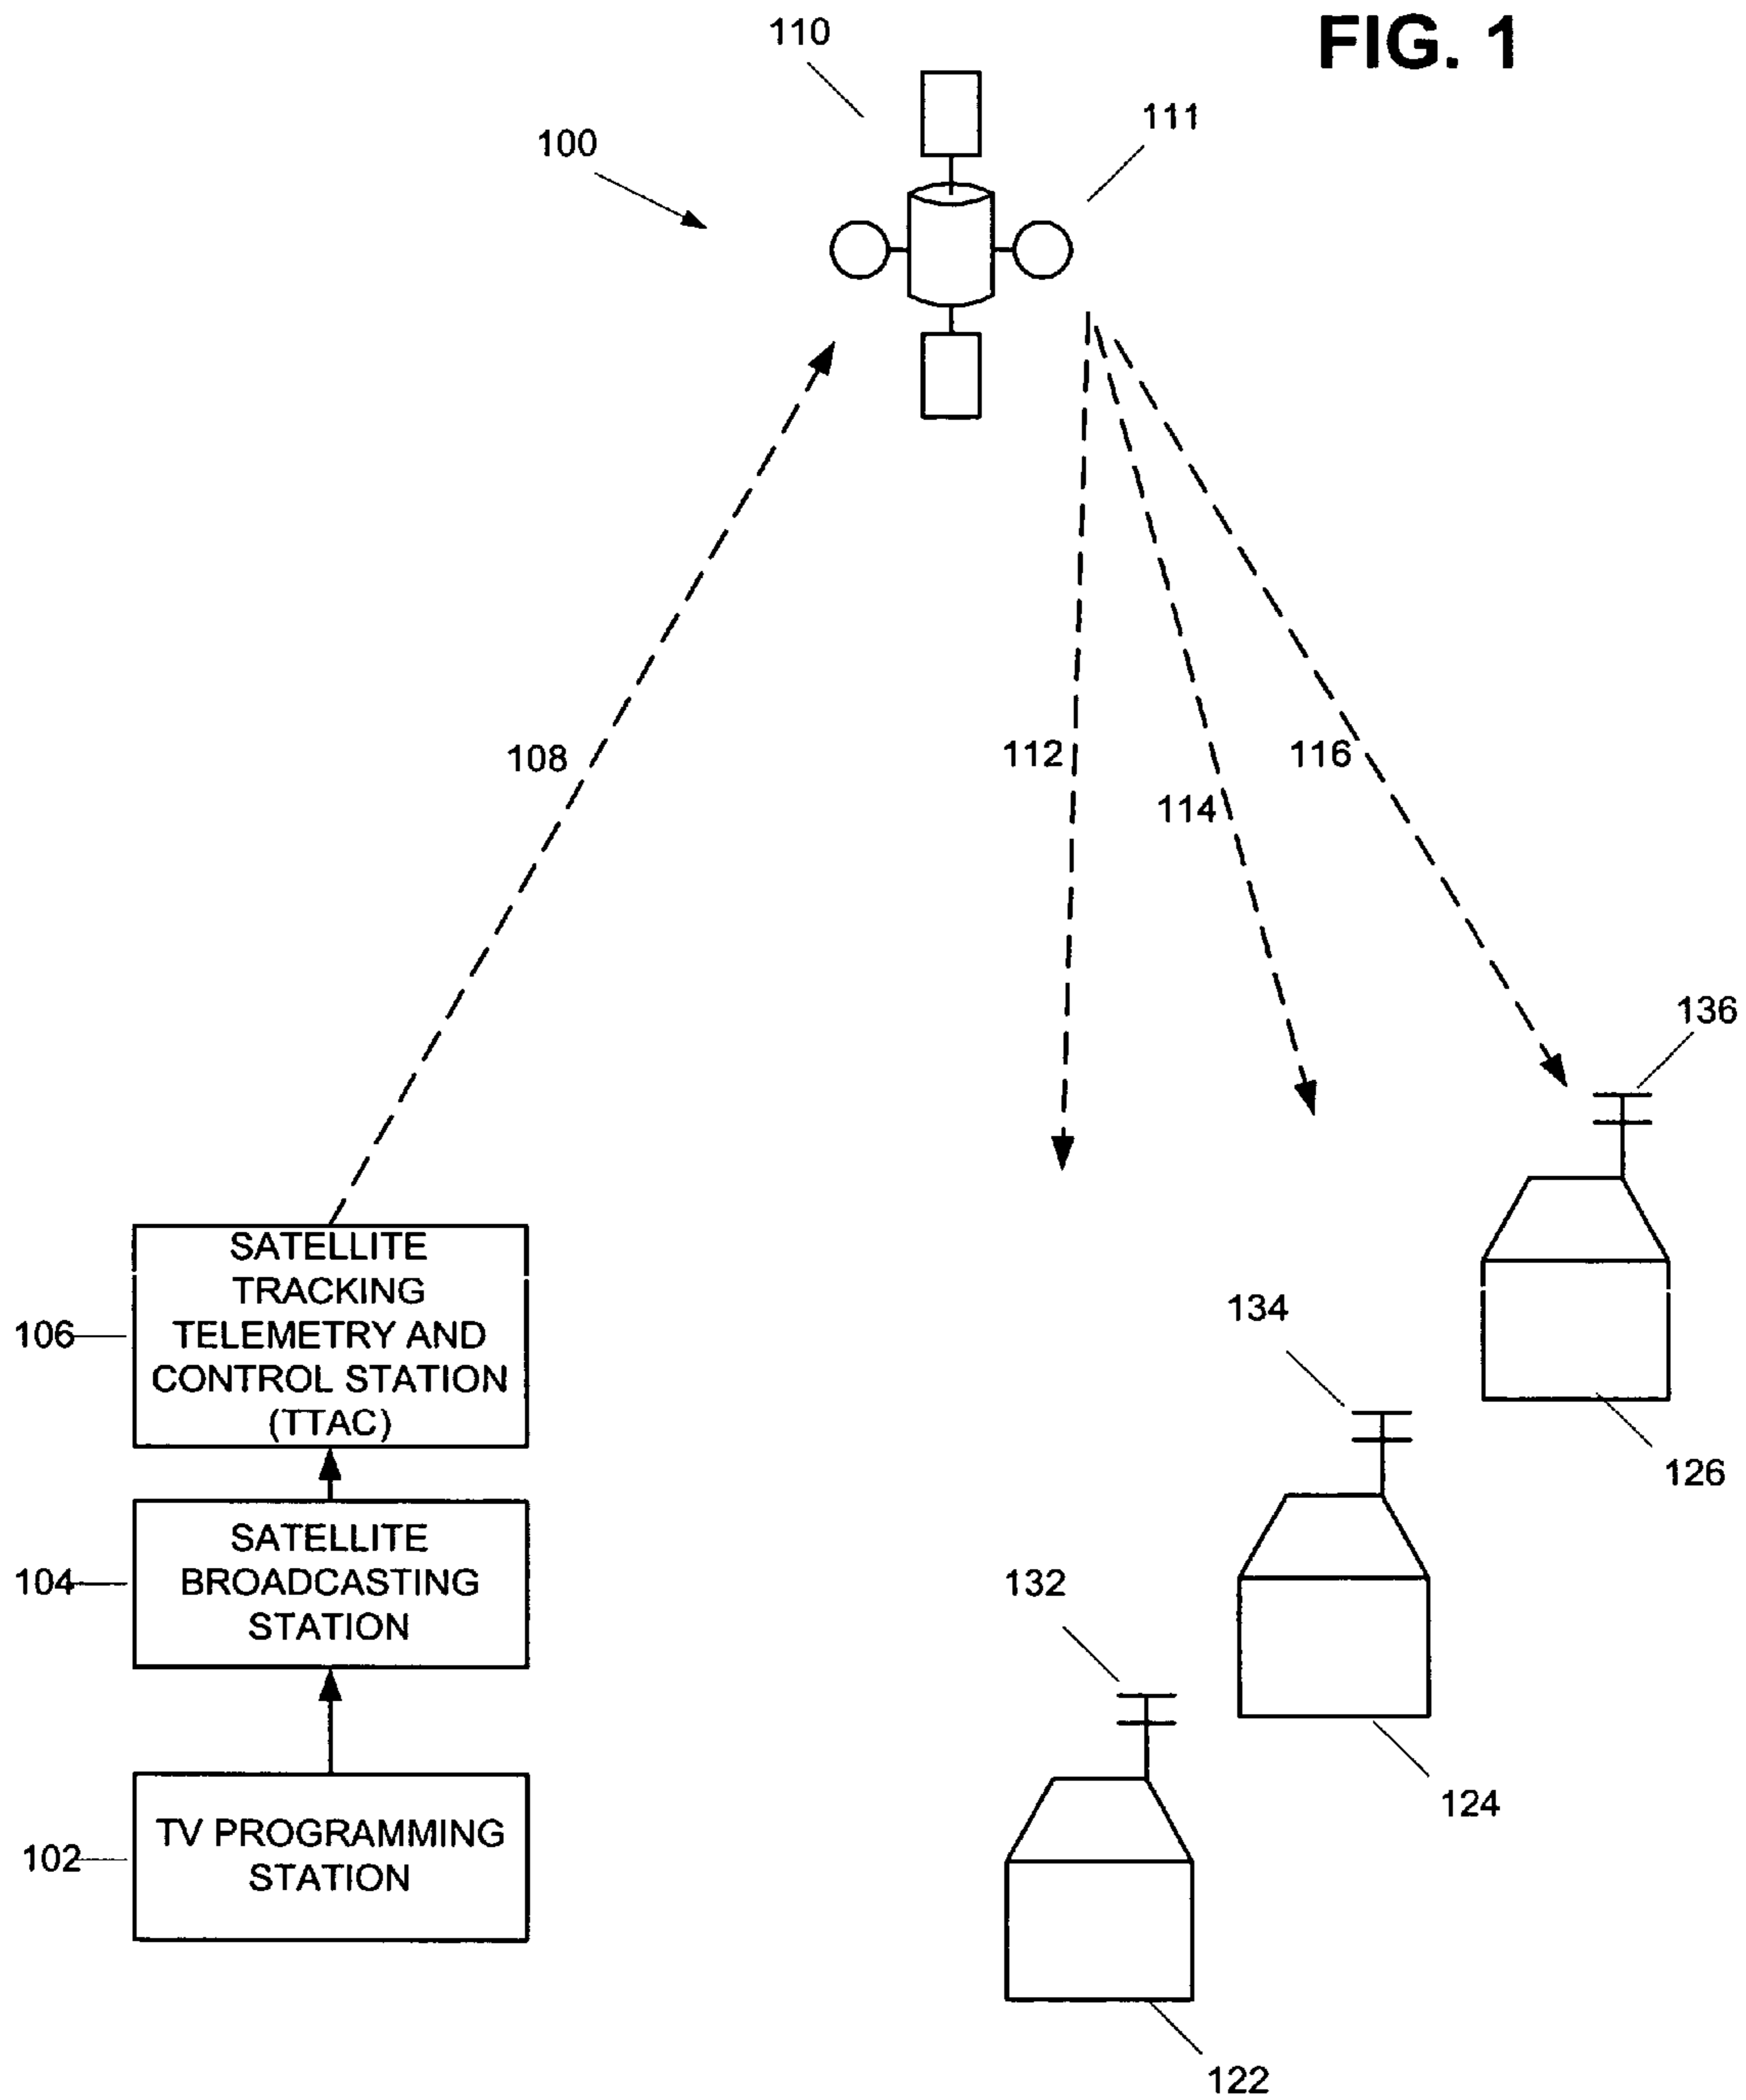 FIG. 1
110
111
100
108
112
116
114
136
SATELLITE
TRACKING
TELEMETRY AND
CONTROL STATION
(TTAC)
106
134
126
SATELLITE
BROADCASTING
STATION
104
132
124
TV PROGRAMMING
STATION
102
122